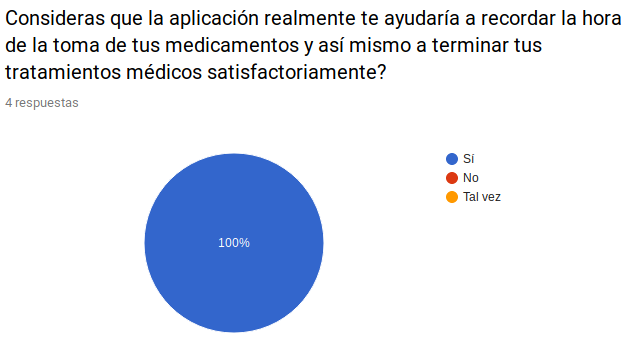 Consideras que la aplicación realmente te ayudaría a recordar la hora
de la toma de tus medicamentos y así mismo a terminar tus
tratamientos médicos satisfactoriamente?
4 respuestas
100%
Sí
No
Tal vez